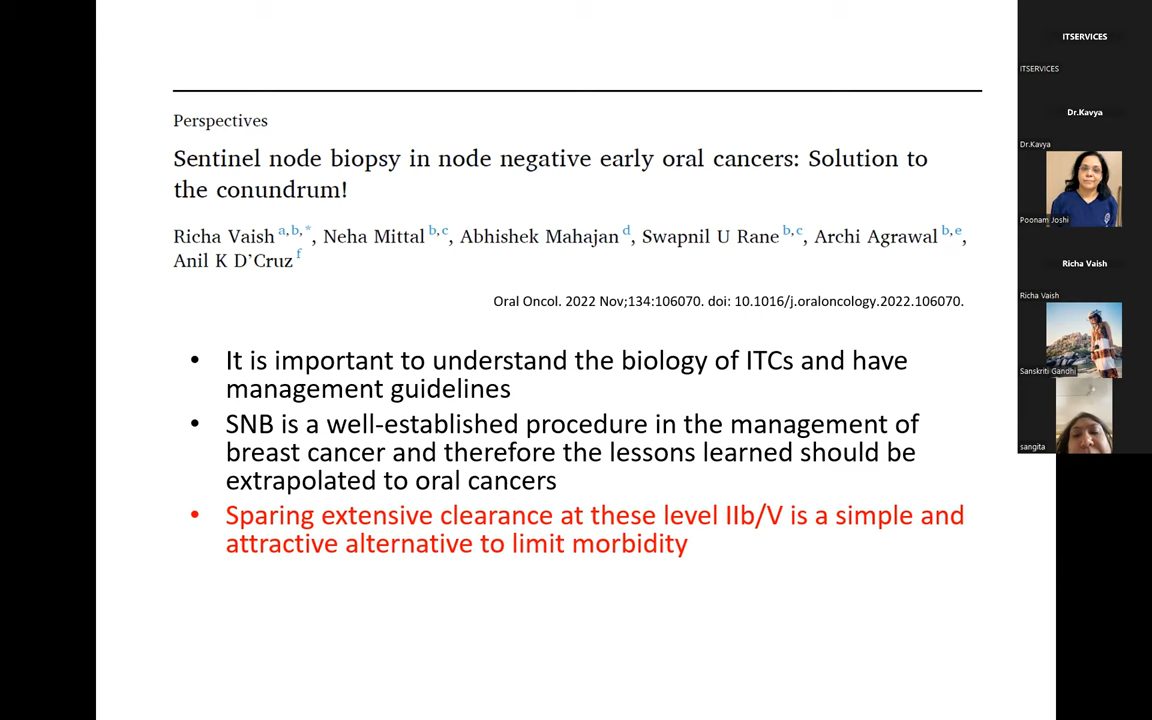 Perspectives
Sentinel node biopsy in node negative early oral cancers: Solution to
the conundrum!
Richa Vaish a,b,*, Neha Mittal b,c, Abhishek Mahajan d, Swapnil U Rane b,c, Archi Agrawal b,e,
Anil K D'Cruz f
Oral Oncol. 2022 Nov;134:106070. doi: 10.1016/j.oraloncology.2022.106070.
• It is important to understand the biology of ITCs and have
management guidelines
• SNB is a well-established procedure in the management of
breast cancer and therefore the lessons learned should be
extrapolated to oral cancers
• Sparing extensive clearance at these level IIb/V is a simple and
attractive alternative to limit morbidity
ITSERVICES
ITSERVICES
Dr.Kavya
Dr.Kavya
Poonam Joshi
Richa Vaish
Richa Vaish
Sanskriti Gandhi
sangita